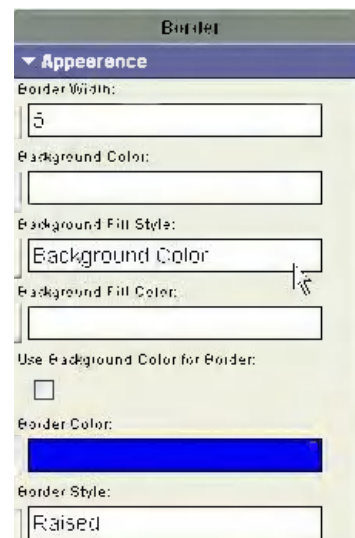 Border
Appearance
Border Width:
5
Background Color:
Background Fill Style:
Background Color
Background Fill Color:
Use Background Color for Border:
Border Color:
Border Style:
Raised